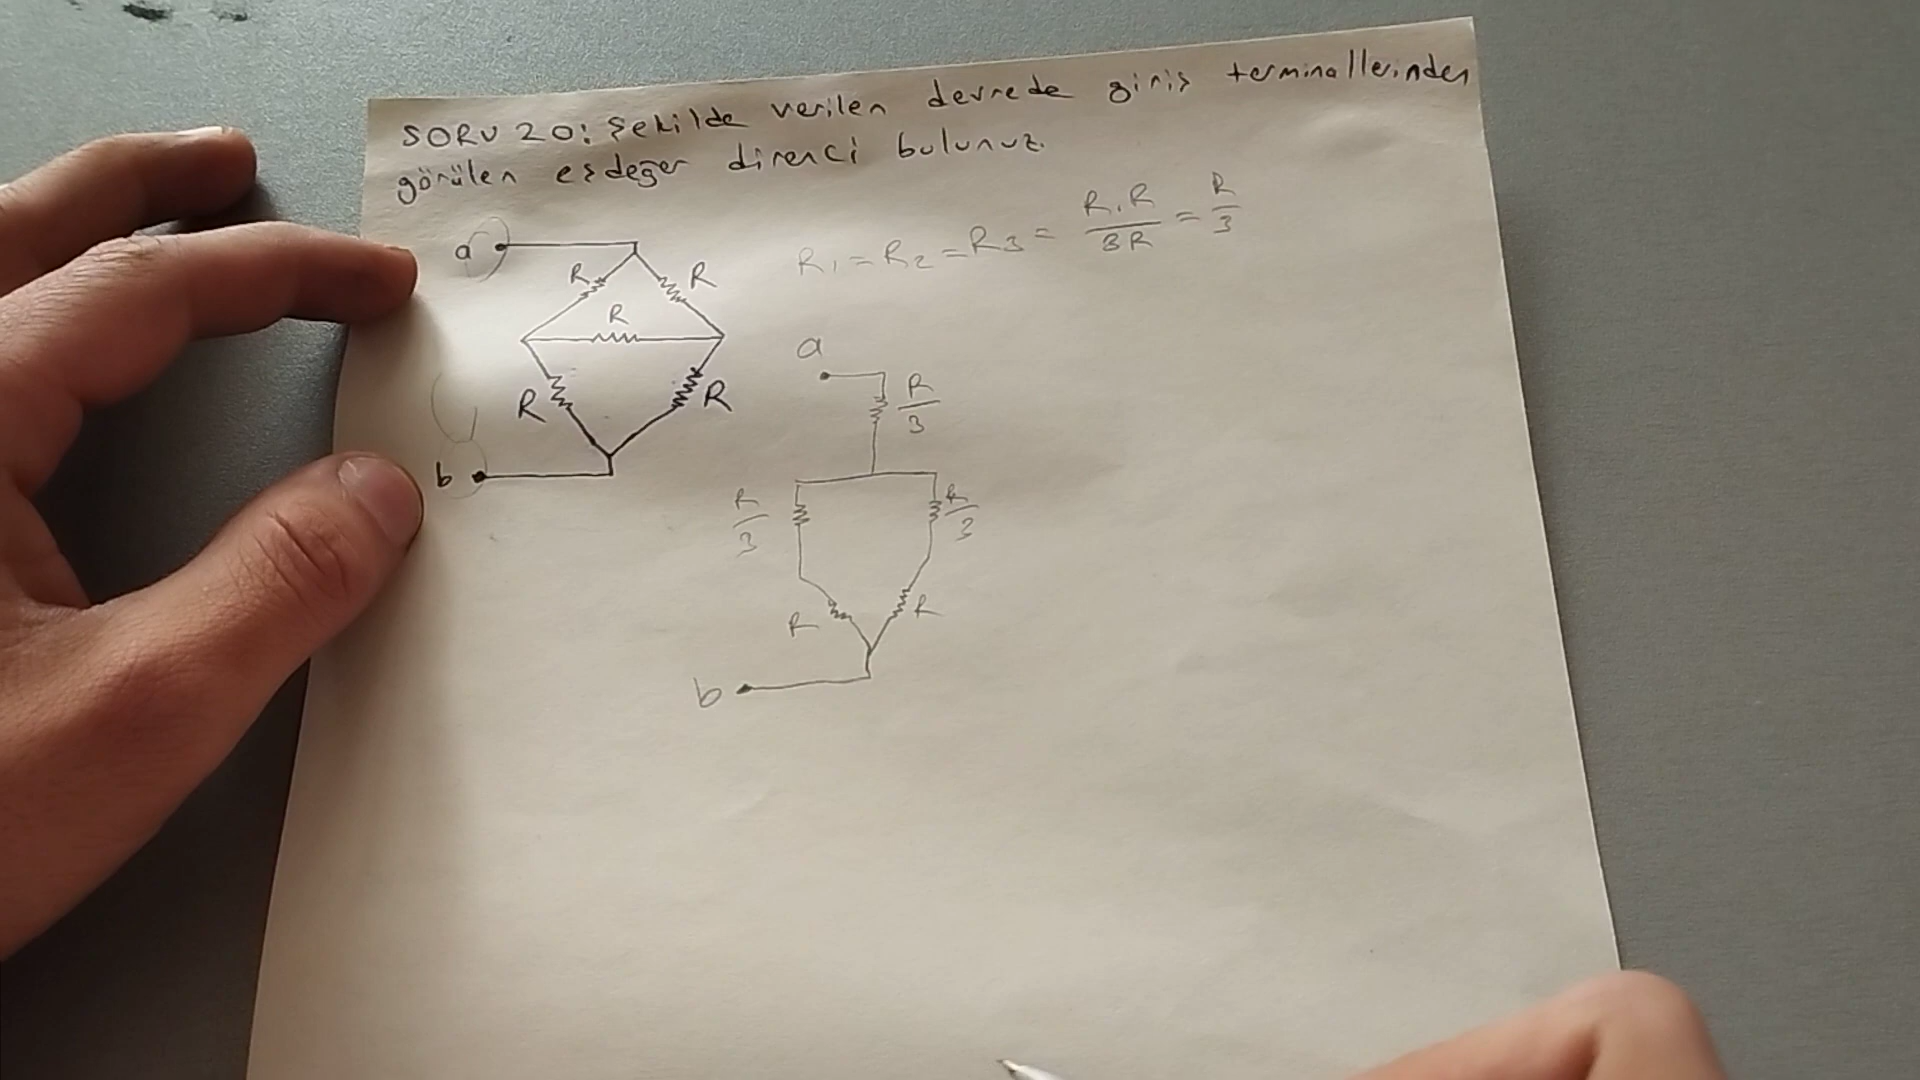 SORU 20: Şekilde verilen devrede giriş terminallerinden
görülen eşdeğer direnci bulunuz.
R₁ = R₂ = R₃ = R.R / 3R = R / 3
a
R R
R
R R
b
a
R / 3
R / 3 R / 3
R R
b